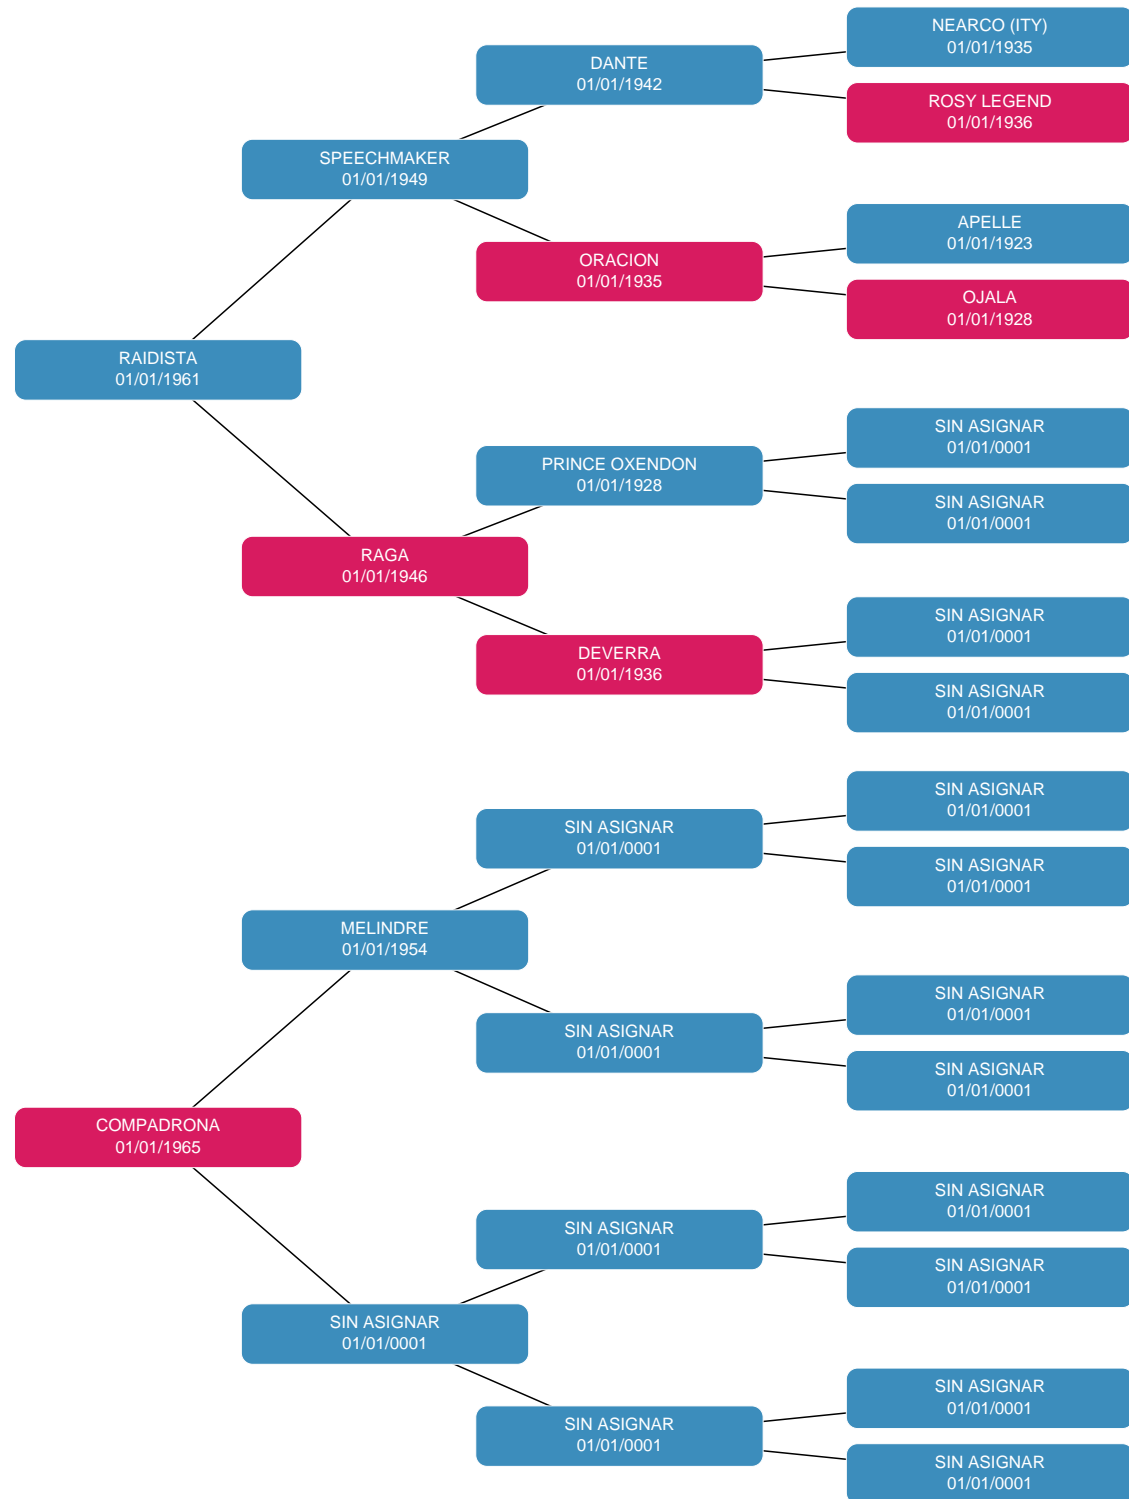 NEARCO (ITY)
01/01/1935
DANTE
01/01/1942
ROSY LEGEND
01/01/1936
SPEECHMAKER
01/01/1949
APELLE
01/01/1923
ORACION
01/01/1935
OJALA
01/01/1928
RAIDISTA
01/01/1961
SIN ASIGNAR
01/01/0001
PRINCE OXENDON
01/01/1928
SIN ASIGNAR
01/01/0001
RAGA
01/01/1946
SIN ASIGNAR
01/01/0001
DEVERRA
01/01/1936
SIN ASIGNAR
01/01/0001
SIN ASIGNAR
01/01/0001
SIN ASIGNAR
01/01/0001
SIN ASIGNAR
01/01/0001
MELINDRE
01/01/1954
SIN ASIGNAR
01/01/0001
SIN ASIGNAR
01/01/0001
SIN ASIGNAR
01/01/0001
COMPADRONA
01/01/1965
SIN ASIGNAR
01/01/0001
SIN ASIGNAR
01/01/0001
SIN ASIGNAR
01/01/0001
SIN ASIGNAR
01/01/0001
SIN ASIGNAR
01/01/0001
SIN ASIGNAR
01/01/0001
SIN ASIGNAR
01/01/0001